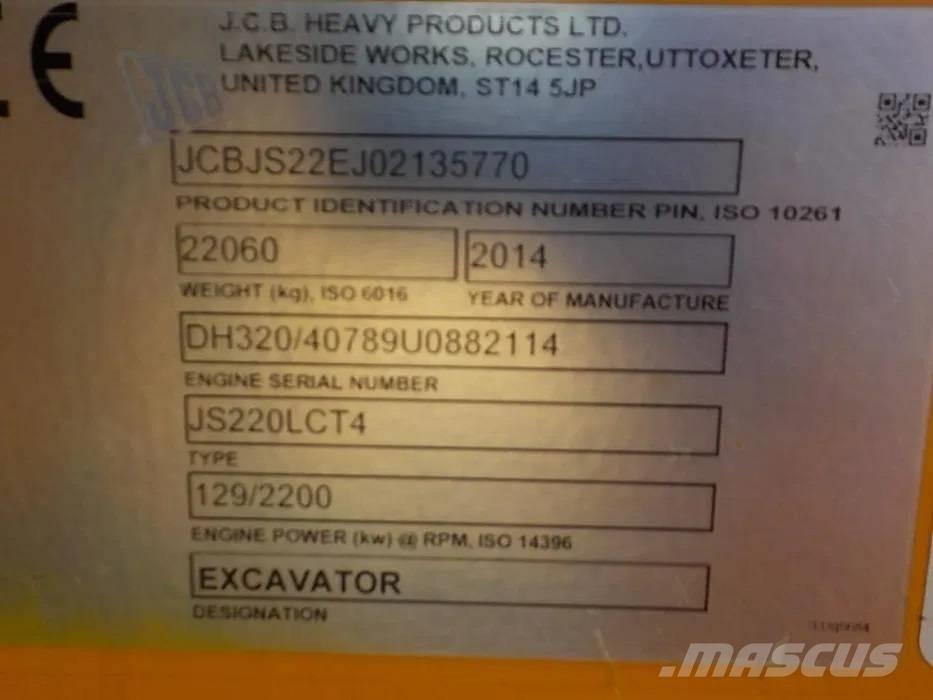 J.C.B. HEAVY PRODUCTS LTD.
LAKESIDE WORKS, ROCESTER,UTTOXETER,
UNITED KINGDOM, ST14 5JP
CE
JCB
JCBJS22EJ02135770
PRODUCT IDENTIFICATION NUMBER PIN, ISO 10261
22060 2014
WEIGHT (kg), ISO 6016 YEAR OF MANUFACTURE
DH320/40789U0882114
ENGINE SERIAL NUMBER
JS220LCT4
TYPE
129/2200
ENGINE POWER (kw) @ RPM, ISO 14396
EXCAVATOR
DESIGNATION
.mascus